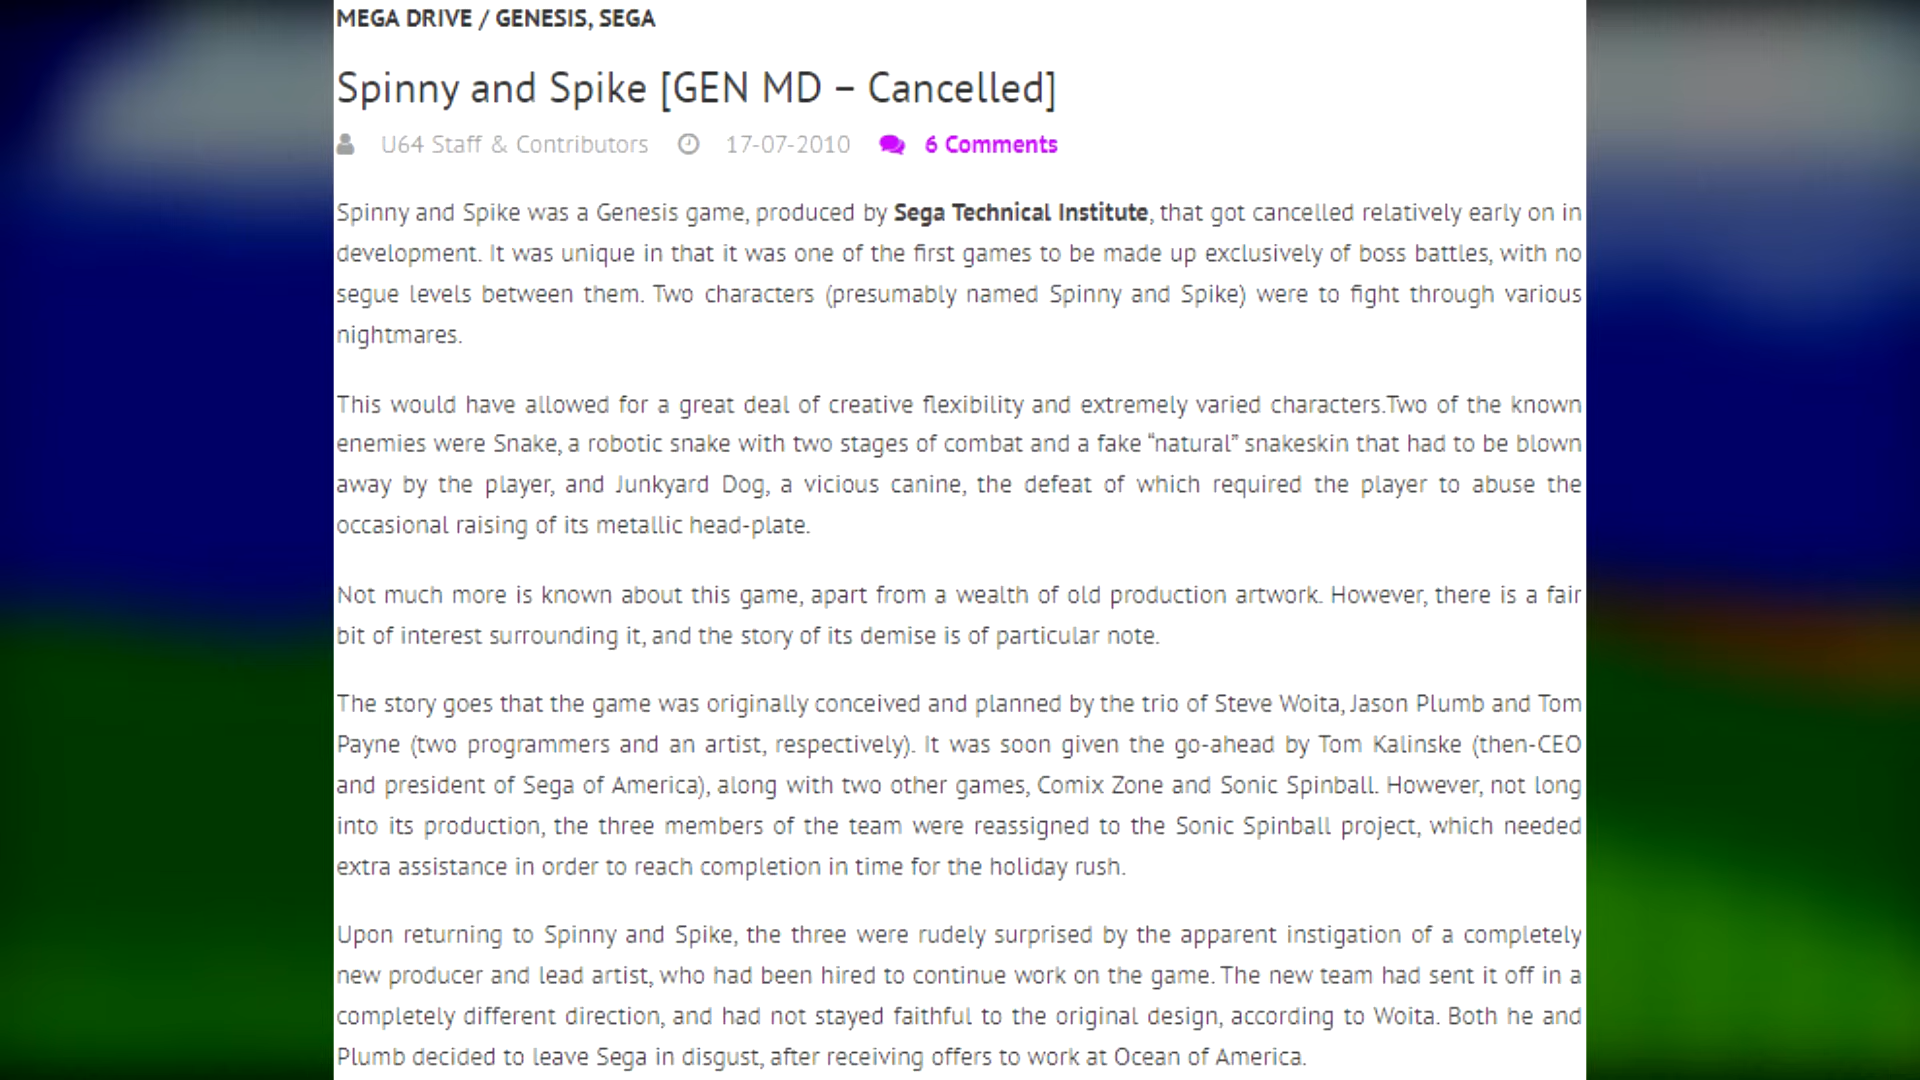 MEGA DRIVE / GENESIS, SEGA
Spinny and Spike [GEN MD – Cancelled]
U64 Staff & Contributors 17-07-2010 6 Comments
Spinny and Spike was a Genesis game, produced by Sega Technical Institute, that got cancelled relatively early on in
development. It was unique in that it was one of the first games to be made up exclusively of boss battles, with no
segue levels between them. Two characters (presumably named Spinny and Spike) were to fight through various
nightmares.
This would have allowed for a great deal of creative flexibility and extremely varied characters.Two of the known
enemies were Snake, a robotic snake with two stages of combat and a fake “natural” snakeskin that had to be blown
away by the player, and Junkyard Dog, a vicious canine, the defeat of which required the player to abuse the
occasional raising of its metallic head-plate.
Not much more is known about this game, apart from a wealth of old production artwork. However, there is a fair
bit of interest surrounding it, and the story of its demise is of particular note.
The story goes that the game was originally conceived and planned by the trio of Steve Woita, Jason Plumb and Tom
Payne (two programmers and an artist, respectively). It was soon given the go-ahead by Tom Kalinske (then-CEO
and president of Sega of America), along with two other games, Comix Zone and Sonic Spinball. However, not long
into its production, the three members of the team were reassigned to the Sonic Spinball project, which needed
extra assistance in order to reach completion in time for the holiday rush.
Upon returning to Spinny and Spike, the three were rudely surprised by the apparent instigation of a completely
new producer and lead artist, who had been hired to continue work on the game. The new team had sent it off in a
completely different direction, and had not stayed faithful to the original design, according to Woita. Both he and
Plumb decided to leave Sega in disgust, after receiving offers to work at Ocean of America.